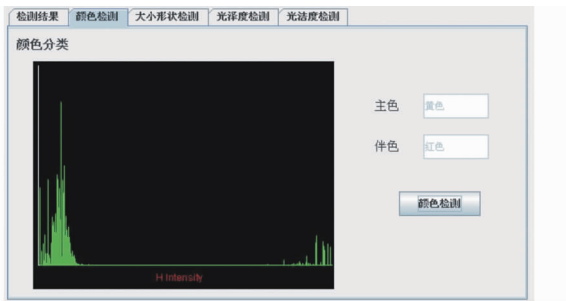 检测结果 颜色检测 大小形状检测 光泽度检测 光洁度检测
颜色分类
主色 黄色
伴色 红色
颜色检测
H Intensity